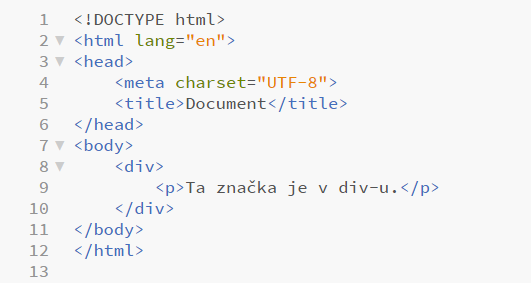 1 <!DOCTYPE html>
2 <html lang="en">
3 <head>
4     <meta charset="UTF-8">
5     <title>Document</title>
6 </head>
7 <body>
8     <div>
9         <p>Ta značka je v div-u.</p>
10     </div>
11 </body>
12 </html>
13